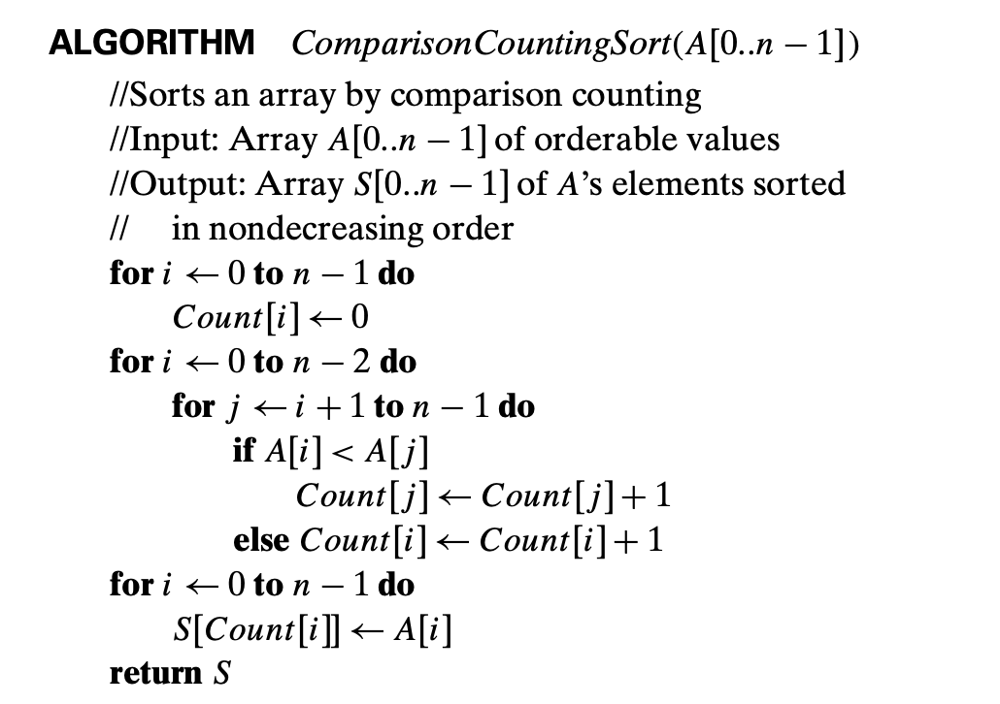 ALGORITHM ComparisonCountingSort(A[0..n − 1])
//Sorts an array by comparison counting
//Input: Array A[0..n − 1] of orderable values
//Output: Array S[0..n − 1] of A’s elements sorted
// in nondecreasing order
for i ← 0 to n − 1 do
Count[i] ← 0
for i ← 0 to n − 2 do
for j ← i + 1 to n − 1 do
if A[i] < A[j]
Count[j] ← Count[j] + 1
else Count[i] ← Count[i] + 1
for i ← 0 to n − 1 do
S[Count[i]] ← A[i]
return S